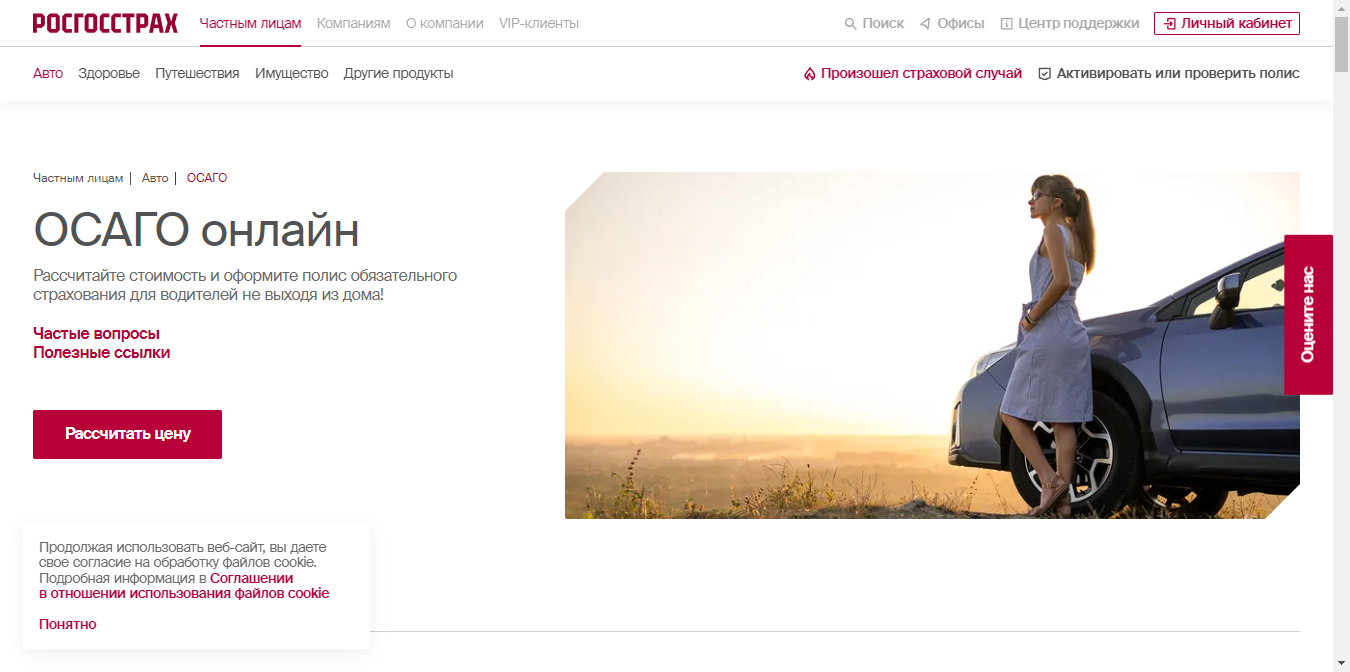 РОСГОССТРАХ Частным лицам Компаниям О компании VIP-клиенты Поиск Офисы Центр поддержки Личный кабинет
Авто Здоровье Путешествия Имущество Другие продукты Произошел страховой случай Активировать или проверить полис
Частным лицам | Авто | ОСАГО
ОСАГО онлайн
Рассчитайте стоимость и оформите полис обязательного
страхования для водителей не выходя из дома!
Частые вопросы
Полезные ссылки
Рассчитать цену
Оцените нас
Продолжая использовать веб-сайт, вы даете
свое согласие на обработку файлов cookie.
Подробная информация в Соглашении
в отношении использования файлов cookie
Понятно